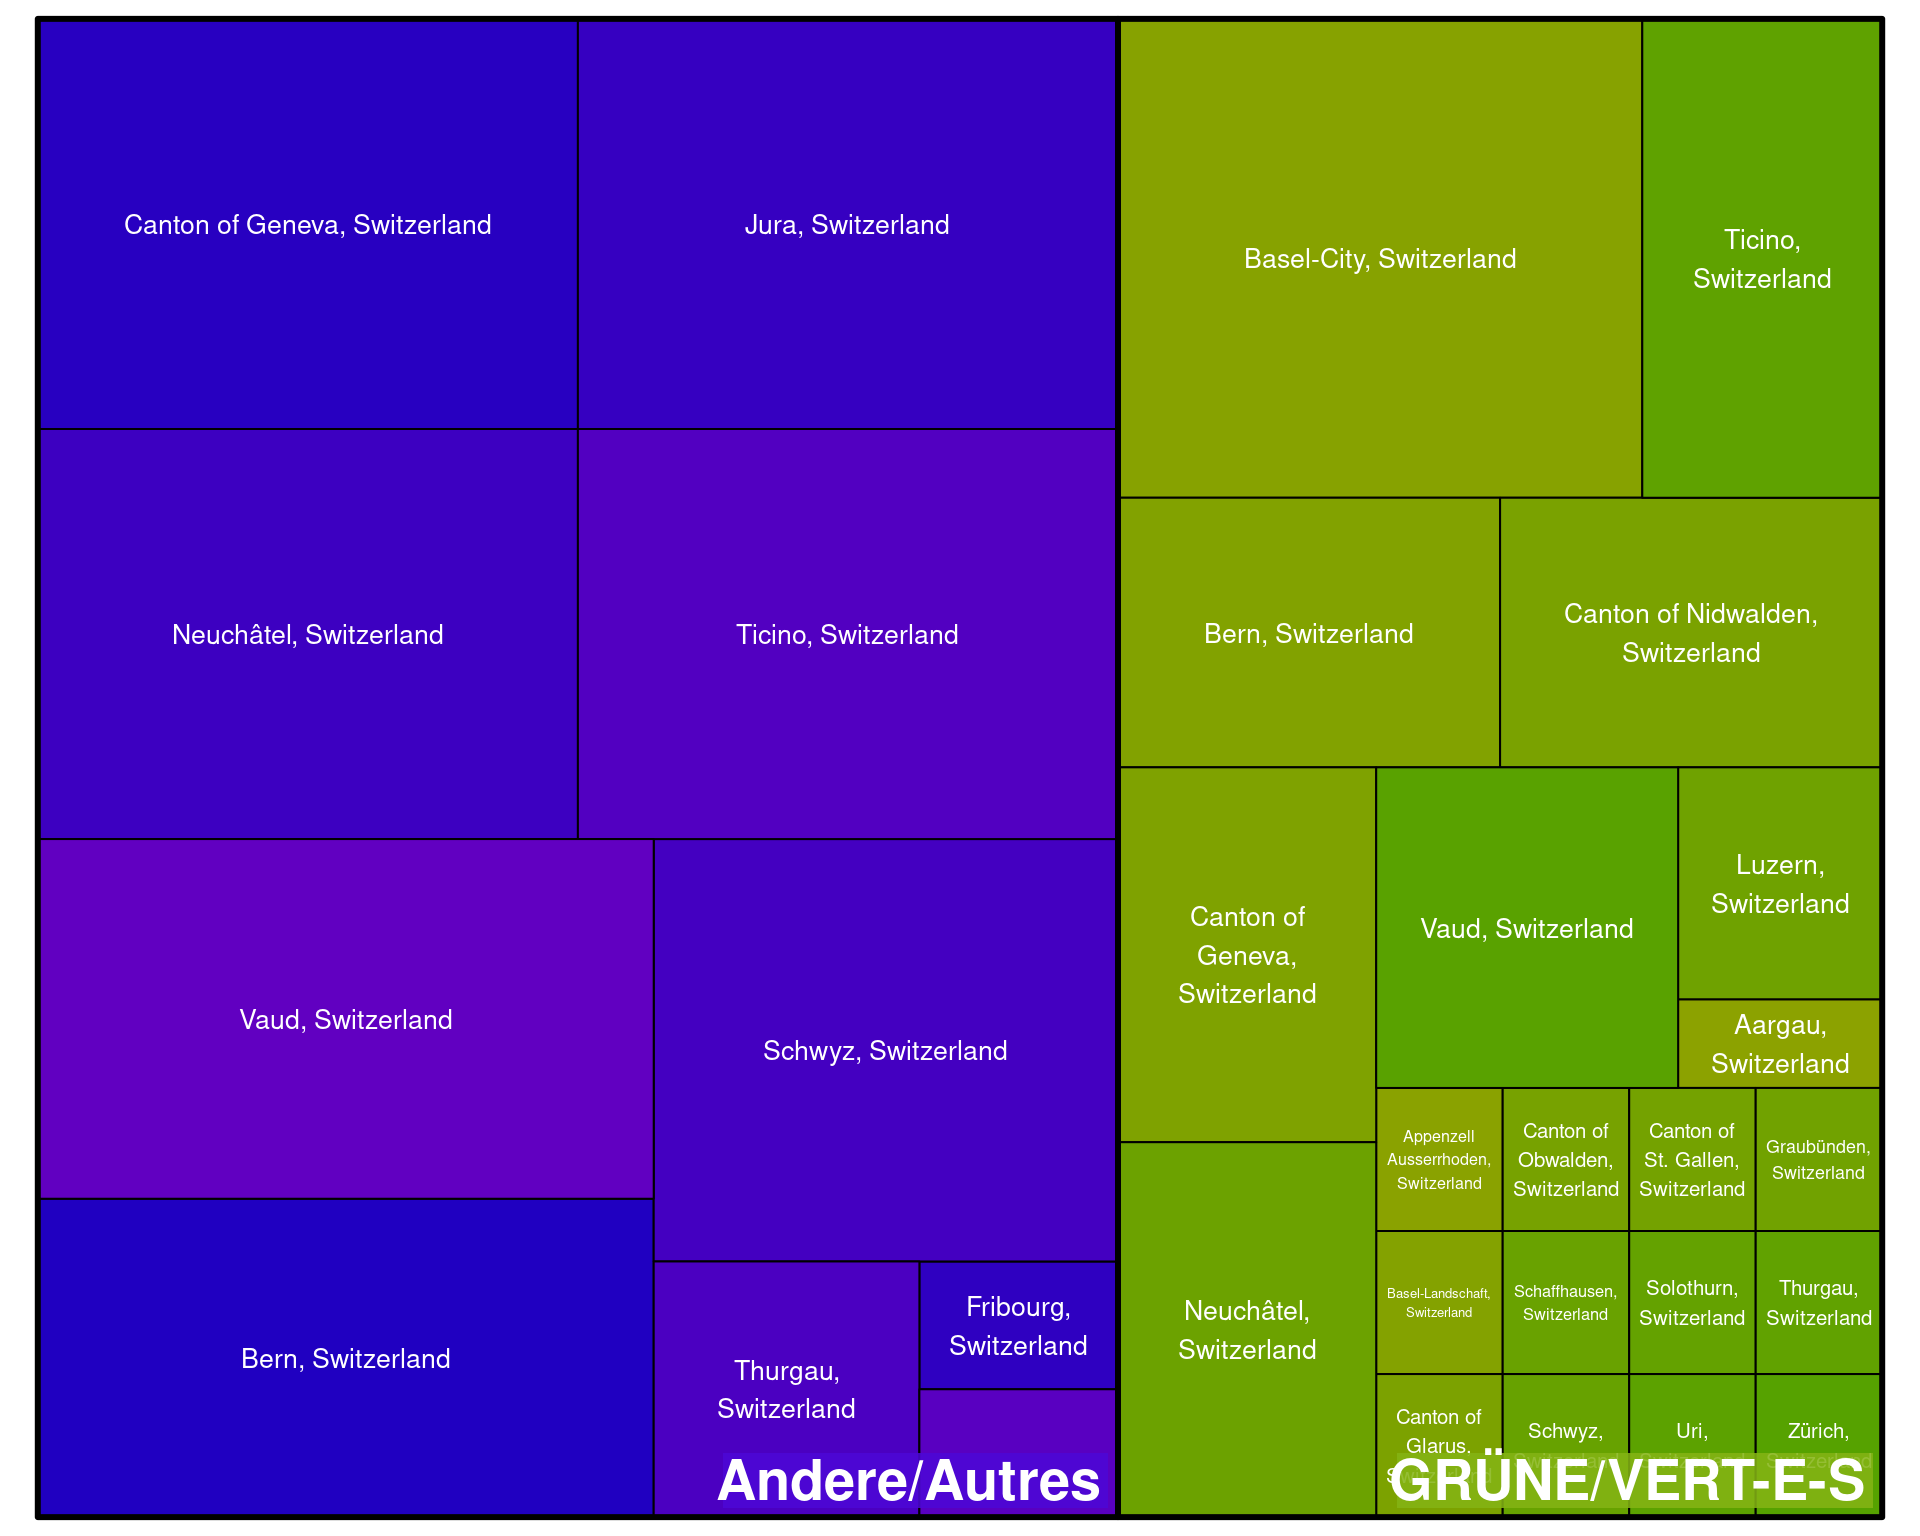 Canton of Geneva, Switzerland
Jura, Switzerland
Neuchâtel, Switzerland
Ticino, Switzerland
Vaud, Switzerland
Schwyz, Switzerland
Bern, Switzerland
Thurgau,
Switzerland
Fribourg,
Switzerland
Andere/Autres
Basel-City, Switzerland
Ticino,
Switzerland
Bern, Switzerland
Canton of Nidwalden,
Switzerland
Canton of
Geneva,
Switzerland
Vaud, Switzerland
Luzern,
Switzerland
Aargau,
Switzerland
Neuchâtel,
Switzerland
Appenzell
Ausserrhoden,
Switzerland
Canton of
Obwalden,
Switzerland
Canton of
St. Gallen,
Switzerland
Graubünden,
Switzerland
Basel-Landschaft,
Switzerland
Schaffhausen,
Switzerland
Solothurn,
Switzerland
Thurgau,
Switzerland
Canton of
Glarus,
Switzerland
Schwyz,
Switzerland
Uri,
Switzerland
Zürich,
Switzerland
GRÜNE/VERT-E-S